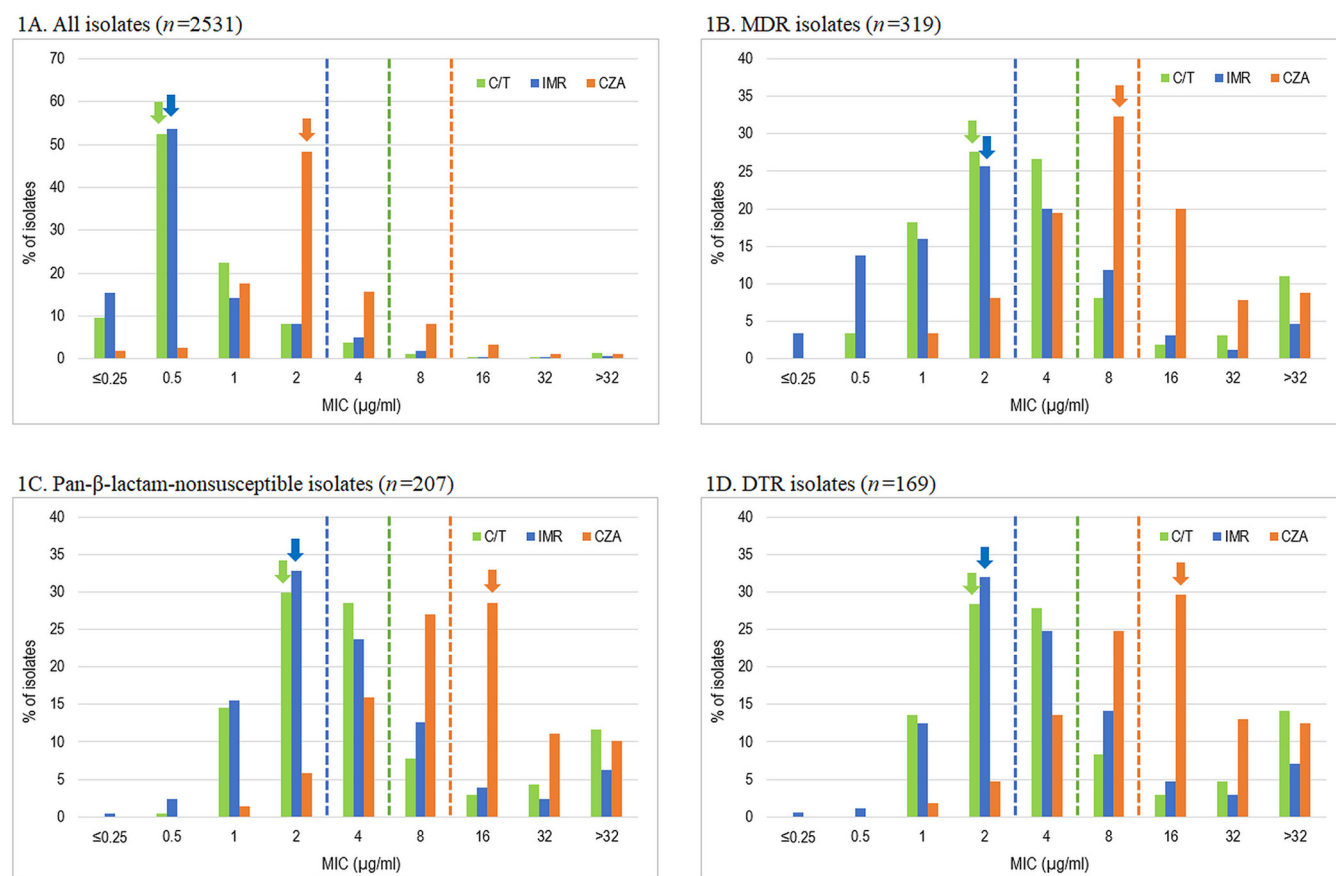 1A. All isolates (n=2531)
70
60
50
40
30
20
10
0
% of isolates
C/T IMR CZA
≤0.25 0.5 1 2 4 8 16 32 >32
MIC (µg/ml)
1B. MDR isolates (n=319)
40
35
30
25
20
15
10
5
0
% of isolates
C/T IMR CZA
≤0.25 0.5 1 2 4 8 16 32 >32
MIC (µg/ml)
1C. Pan-β-lactam-nonsusceptible isolates (n=207)
40
35
30
25
20
15
10
5
0
% of isolates
C/T IMR CZA
≤0.25 0.5 1 2 4 8 16 32 >32
MIC (µg/ml)
1D. DTR isolates (n=169)
40
35
30
25
20
15
10
5
0
% of isolates
C/T IMR CZA
≤0.25 0.5 1 2 4 8 16 32 >32
MIC (µg/ml)